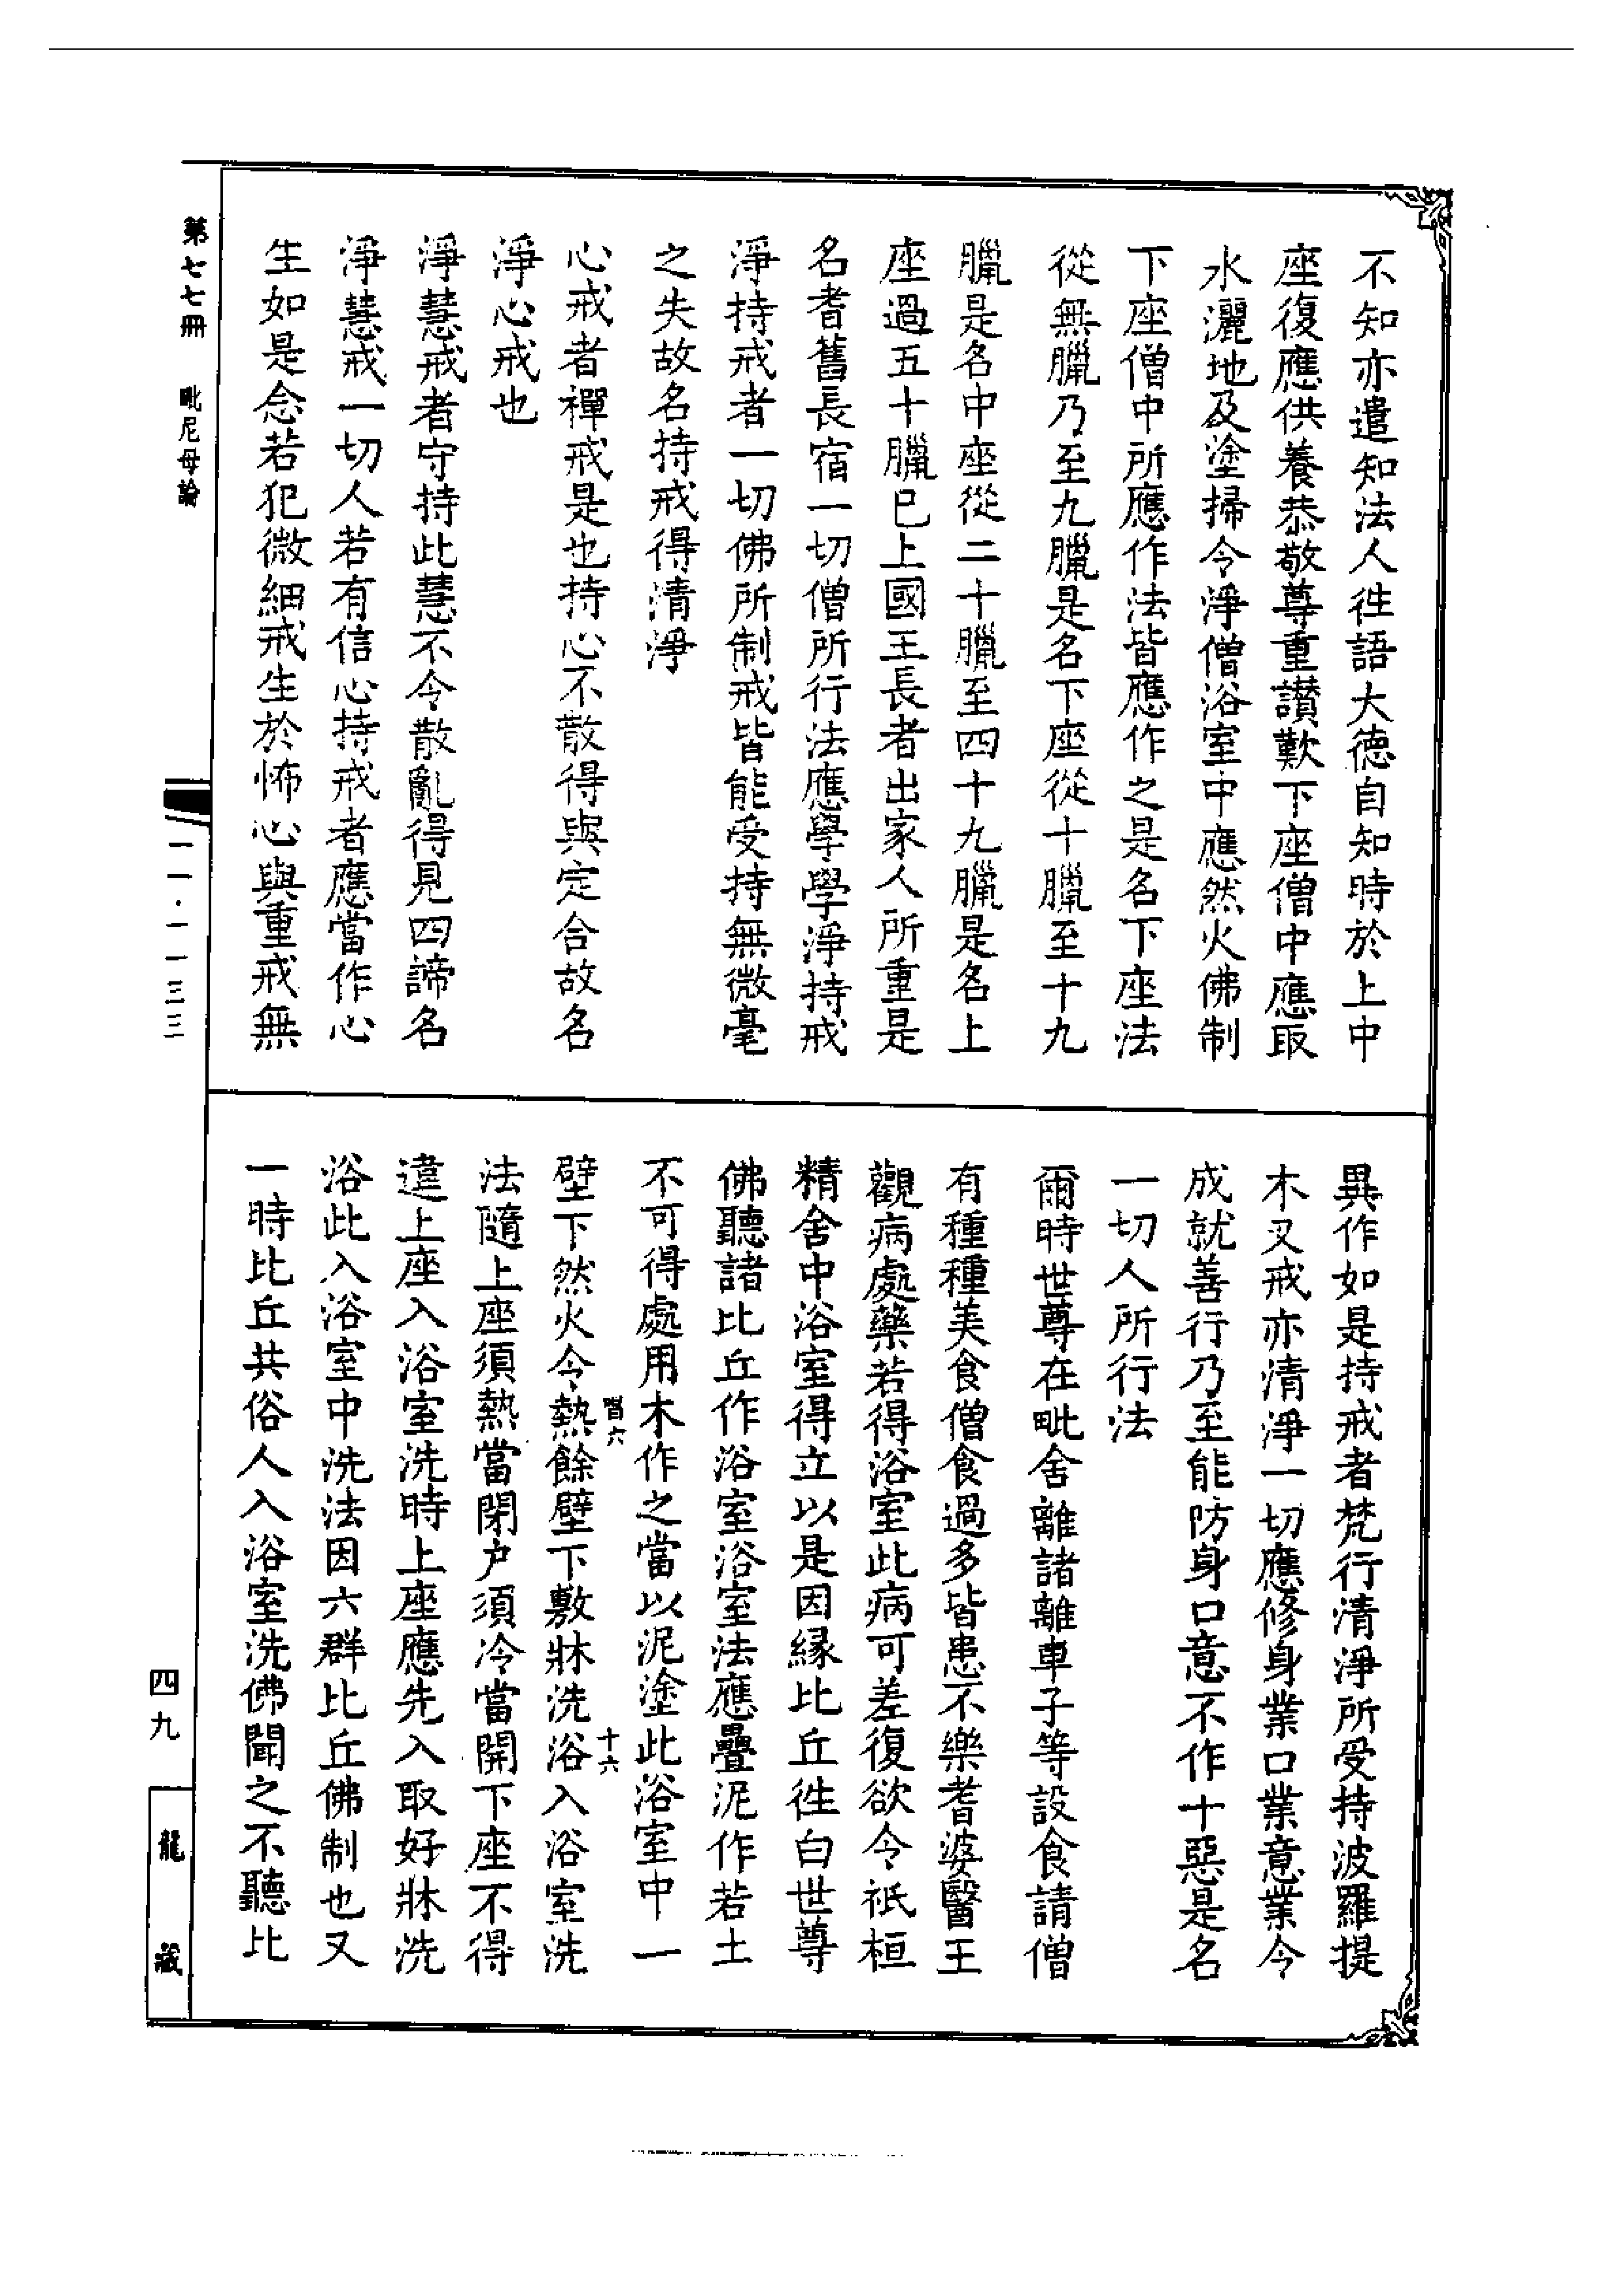 不知亦遣知法人徃語大德自知時於上中
座復應供養恭敬尊重讃歎下座僧中應取
水灑地及塗掃令淨僧浴室中應然火佛制
下座僧中所應作法皆應作之是名下座法
從無臘乃至九臘是名下座從十臘至十九
臘是名中座從二十臘至四十九臘是名上
座過五十臘已上國王長者出家人所重是
名耆舊長宿一切僧所行法應學學淨持戒
淨持戒者一切佛所制戒皆能受持無微毫
之失故名持戒得清淨
心戒者禪戒是也持心不散得與定合故名
淨心戒也
淨慧戒者守持此慧不令散亂得見四諦名
淨慧戒一切人若有信心持戒者應當作心
生如是念若犯微細戒生於怖心與重戒無
異作如是持戒者梵行清淨所受持波羅提
木叉戒亦清淨一切應修身業口業意業今
成就善行乃至能防身口意不作十惡是名
一切人所行法
爾時世尊在毗舍離諸離車子等設食請僧
有種種美食僧食過多皆患不樂耆婆醫王
觀病處藥若得浴室此病可差復欲令祇桓
精舍中浴室得立以是因縁比丘徃白世尊
佛聽諸比丘作浴室浴室法應疊泥作若土
不可得處用木作之當以泥塗此浴室中一
壁下然火令熱餘壁下敷牀洗浴入浴室洗
法隨上座須熱當閉户須冷當開下座不得
違上座入浴室洗時上座應先入取好牀洗
浴此入浴室中洗法因六群比丘佛制也又
一時比丘共俗人入浴室洗佛聞之不聽比
十六
第七七冊 毗尼母論
一一·一一三三
四九
龍藏